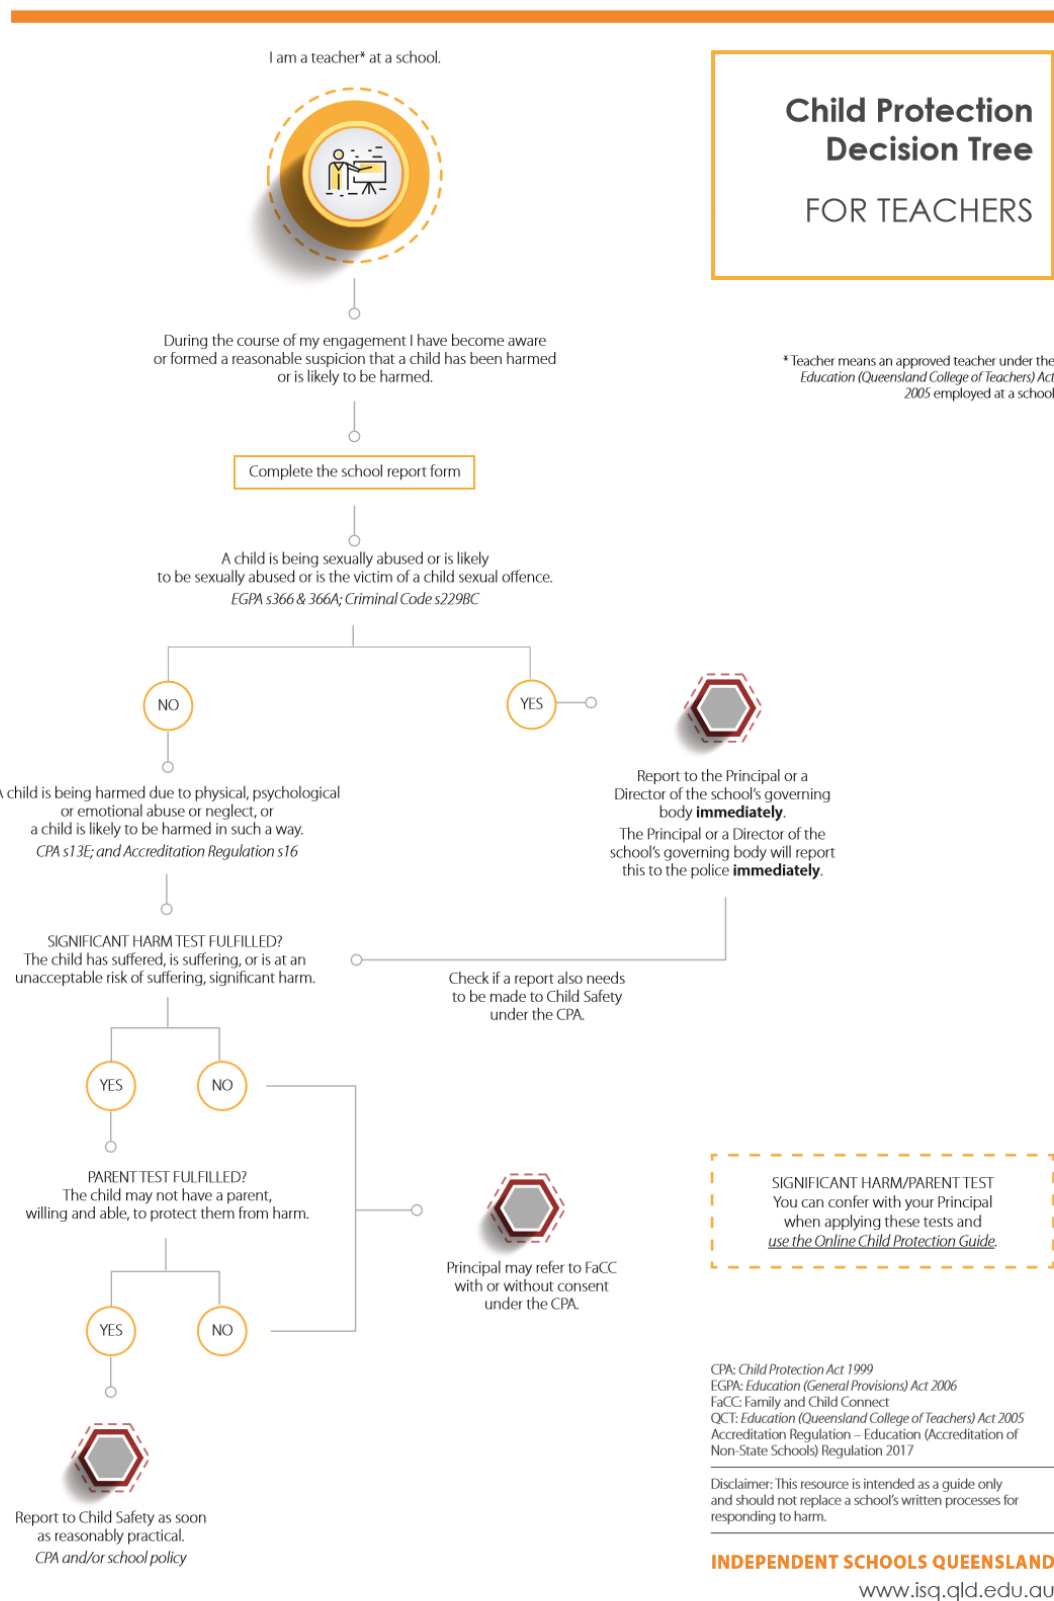 I am a teacher* at a school.
Child Protection
Decision Tree
FOR TEACHERS
During the course of my engagement I have become aware
or formed a reasonable suspicion that a child has been harmed
or is likely to be harmed.
* Teacher means an approved teacher under the
Education (Queensland College of Teachers) Act
2005 employed at a school
Complete the school report form
A child is being sexually abused or is likely
to be sexually abused or is the victim of a child sexual offence.
EGPA s366 & 366A; Criminal Code s229BC
NO
YES
Report to the Principal or a
Director of the school's governing
body immediately.
The Principal or a Director of the
school's governing body will report
this to the police immediately.
A child is being harmed due to physical, psychological
or emotional abuse or neglect, or
a child is likely to be harmed in such a way.
CPA s13E; and Accreditation Regulation s16
SIGNIFICANT HARM TEST FULFILLED?
The child has suffered, is suffering, or is at an
unacceptable risk of suffering, significant harm.
Check if a report also needs
to be made to Child Safety
under the CPA.
YES
NO
PARENT TEST FULFILLED?
The child may not have a parent,
willing and able, to protect them from harm.
SIGNIFICANT HARM/PARENT TEST
You can confer with your Principal
when applying these tests and
use the Online Child Protection Guide.
Principal may refer to FaCC
with or without consent
under the CPA.
YES
NO
Report to Child Safety as soon
as reasonably practical.
CPA and/or school policy
CPA: Child Protection Act 1999
EGPA: Education (General Provisions) Act 2006
FaCC: Family and Child Connect
QCT: Education (Queensland College of Teachers) Act 2005
Accreditation Regulation – Education (Accreditation of
Non-State Schools) Regulation 2017
Disclaimer: This resource is intended as a guide only
and should not replace a school's written processes for
responding to harm.
INDEPENDENT SCHOOLS QUEENSLAND
www.isq.qld.edu.au